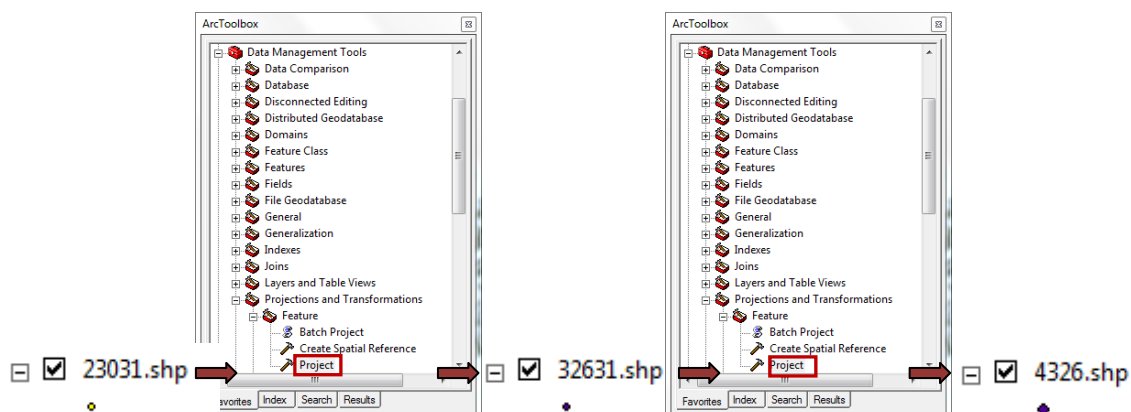 ArcToolbox
Data Management Tools
Data Comparison
Database
Disconnected Editing
Distributed Geodatabase
Domains
Feature Class
Features
Fields
File Geodatabase
General
Generalization
Indexes
Joins
Layers and Table Views
Projections and Transformations
Feature
Batch Project
Create Spatial Reference
Project
Favorites Index Search Results
ArcToolbox
Data Management Tools
Data Comparison
Database
Disconnected Editing
Distributed Geodatabase
Domains
Feature Class
Features
Fields
File Geodatabase
General
Generalization
Indexes
Joins
Layers and Table Views
Projections and Transformations
Feature
Batch Project
Create Spatial Reference
Project
Favorites Index Search Results
23031.shp
32631.shp
4326.shp